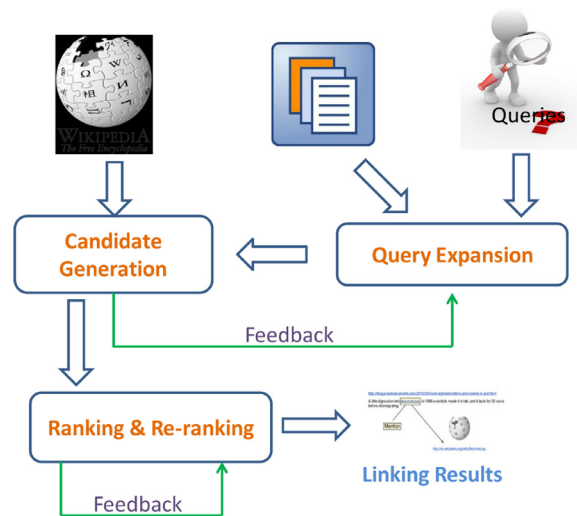 Queries
WIKIPEDIA
The Free Encyclopedia
Candidate
Generation
Query Expansion
Feedback
Ranking & Re-ranking
Mention
Linking Results
Feedback